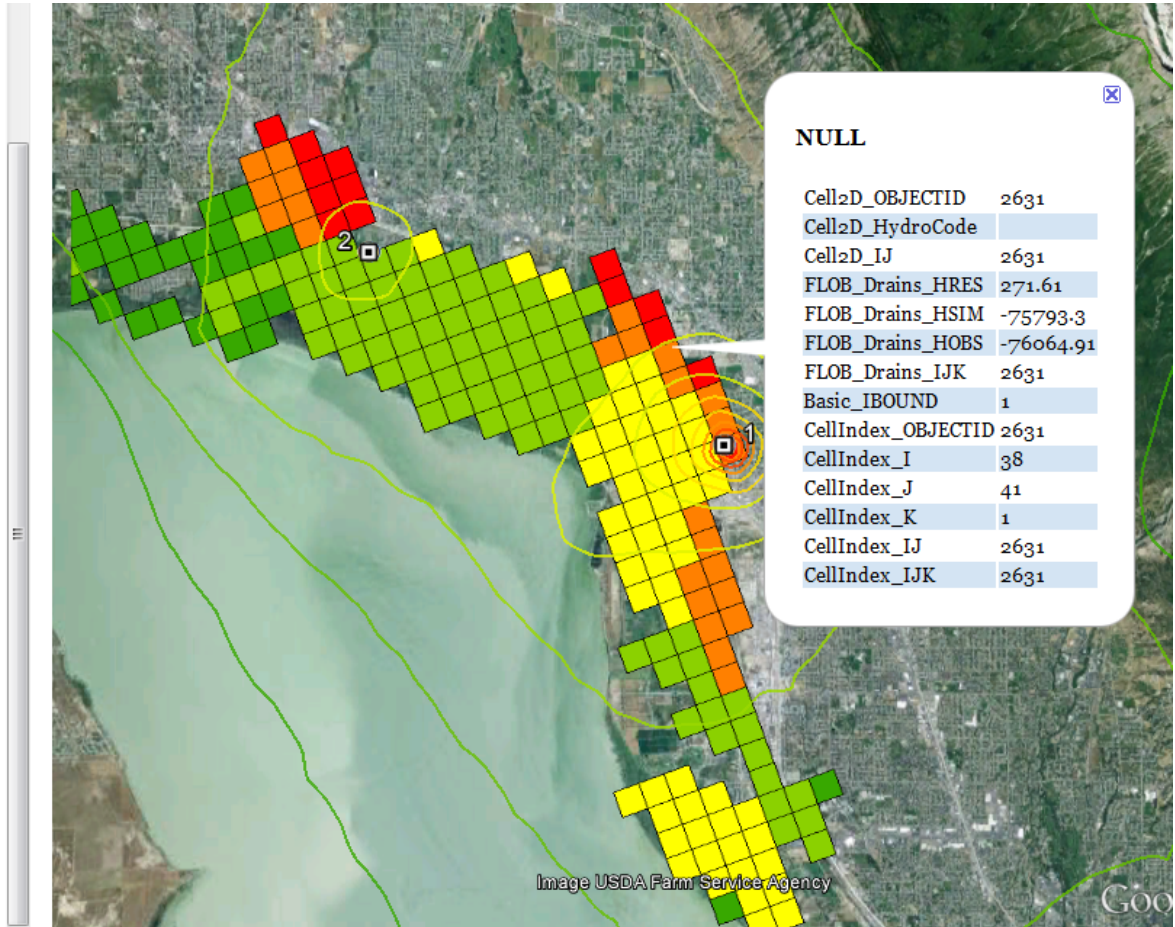 NULL
Cell2D_OBJECTID 2631
Cell2D_HydroCode
Cell2D_IJ 2631
FLOB_Drains_HRES 271.61
FLOB_Drains_HSIM -75793.3
FLOB_Drains_HOBS -76064.91
FLOB_Drains_IJK 2631
Basic_IBOUND 1
CellIndex_OBJECTID 2631
CellIndex_I 38
CellIndex_J 41
CellIndex_K 1
CellIndex_IJ 2631
CellIndex_IJK 2631
2
1
Image USDA Farm Service Agency
Goo